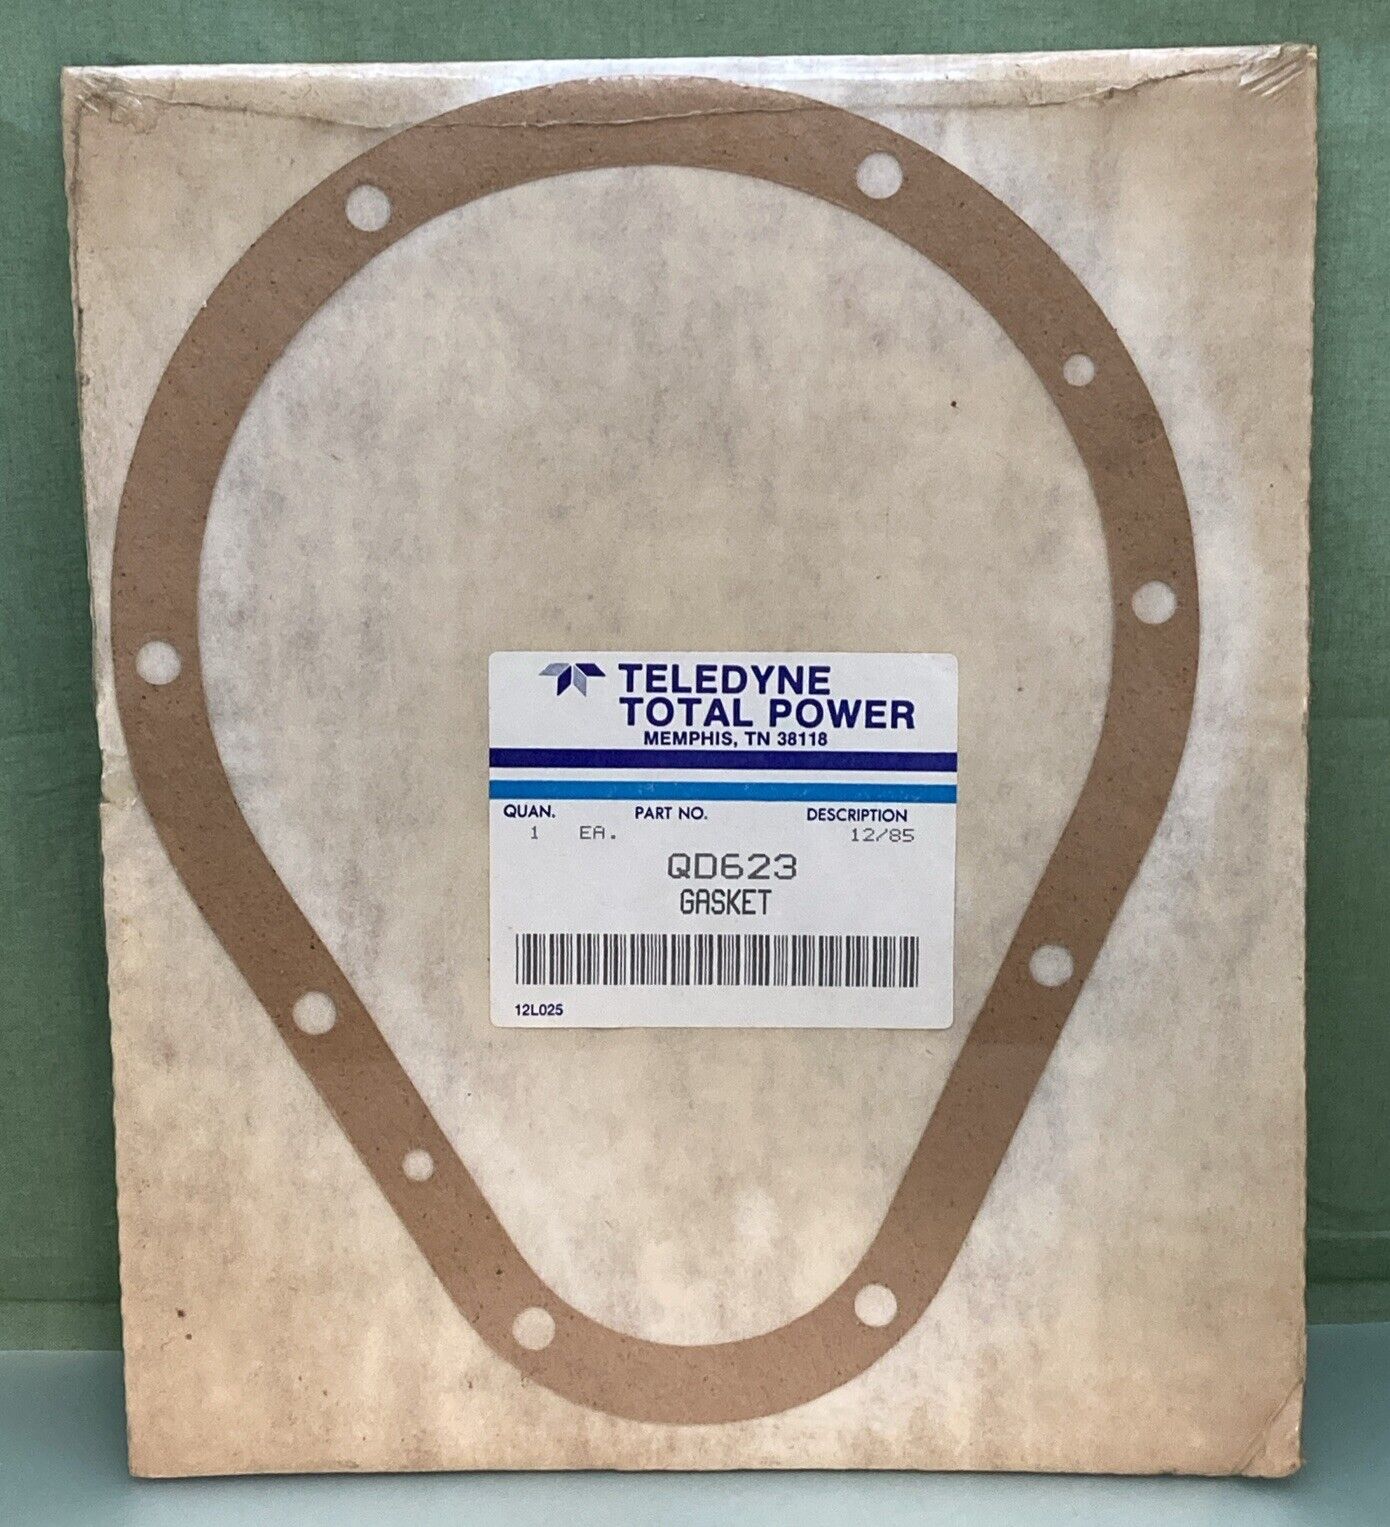 TELEDYNE
TOTAL POWER
MEMPHIS, TN 38118
QUAN. PART NO. DESCRIPTION
1 EA. 12/85
QD623
GASKET
12L025